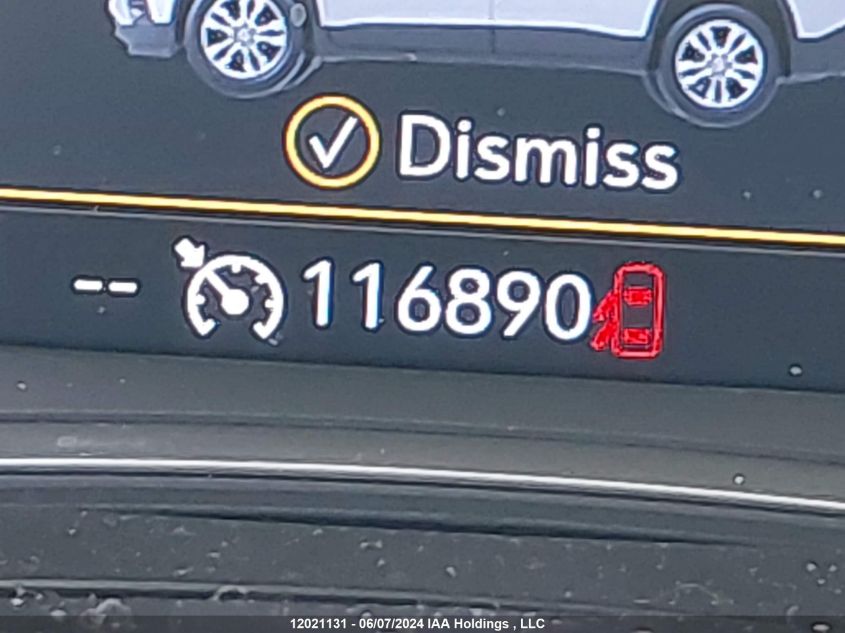 Dismiss
-- 116890
12021131 - 06/07/2024 IAA Holdings , LLC